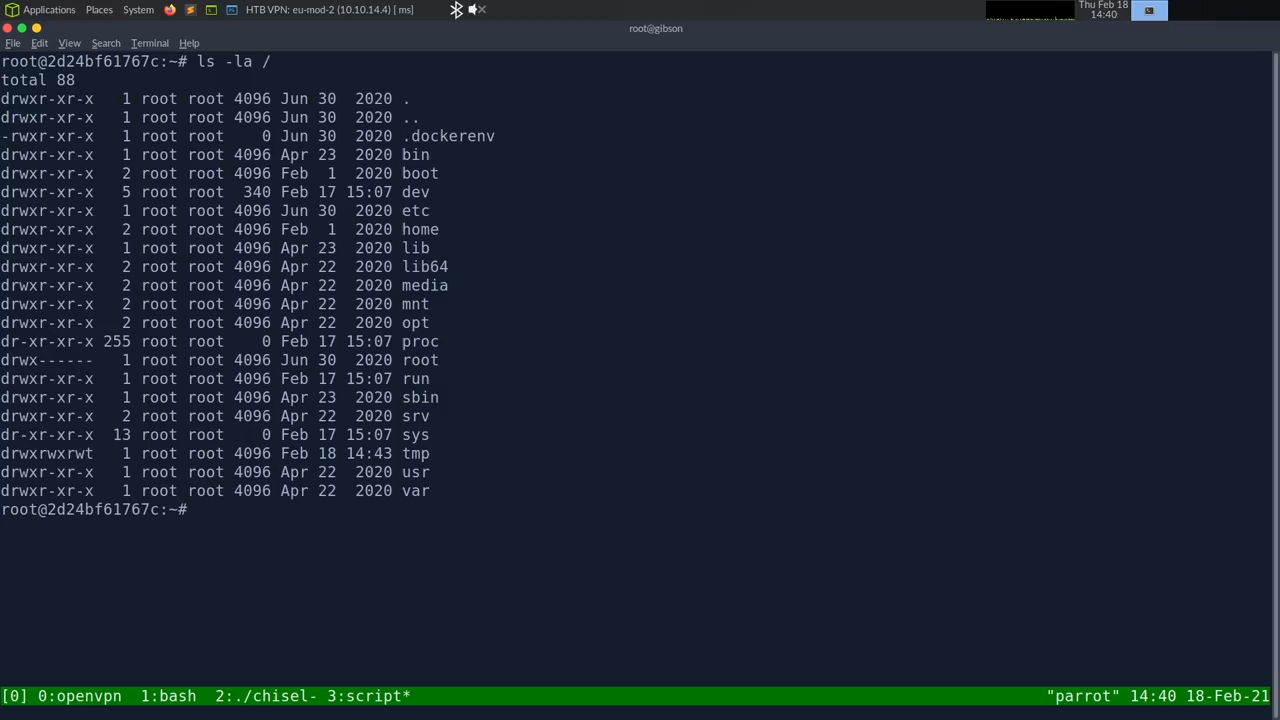 Applications Places System HTB VPN: eu-mod-2 (10.10.14.4) [ms] Thu Feb 18
14:40
root@gibson
File Edit View Search Terminal Help
root@2d24bf61767c:~# ls -la /
total 88
drwxr-xr-x   1 root root 4096 Jun 30  2020 .
drwxr-xr-x   1 root root 4096 Jun 30  2020 ..
-rwxr-xr-x   1 root root    0 Jun 30  2020 .dockerenv
drwxr-xr-x   1 root root 4096 Apr 23  2020 bin
drwxr-xr-x   2 root root 4096 Feb  1  2020 boot
drwxr-xr-x   5 root root  340 Feb 17 15:07 dev
drwxr-xr-x   1 root root 4096 Jun 30  2020 etc
drwxr-xr-x   2 root root 4096 Feb  1  2020 home
drwxr-xr-x   1 root root 4096 Apr 23  2020 lib
drwxr-xr-x   2 root root 4096 Apr 22  2020 lib64
drwxr-xr-x   2 root root 4096 Apr 22  2020 media
drwxr-xr-x   2 root root 4096 Apr 22  2020 mnt
drwxr-xr-x   2 root root 4096 Apr 22  2020 opt
dr-xr-xr-x 255 root root    0 Feb 17 15:07 proc
drwx------   1 root root 4096 Jun 30  2020 root
drwxr-xr-x   1 root root 4096 Feb 17 15:07 run
drwxr-xr-x   1 root root 4096 Apr 23  2020 sbin
drwxr-xr-x   2 root root 4096 Apr 22  2020 srv
dr-xr-xr-x  13 root root    0 Feb 17 15:07 sys
drwxrwxrwt   1 root root 4096 Feb 18 14:43 tmp
drwxr-xr-x   1 root root 4096 Apr 22  2020 usr
drwxr-xr-x   1 root root 4096 Apr 22  2020 var
root@2d24bf61767c:~#
[0] 0:openvpn  1:bash  2:./chisel- 3:script* "parrot" 14:40 18-Feb-21